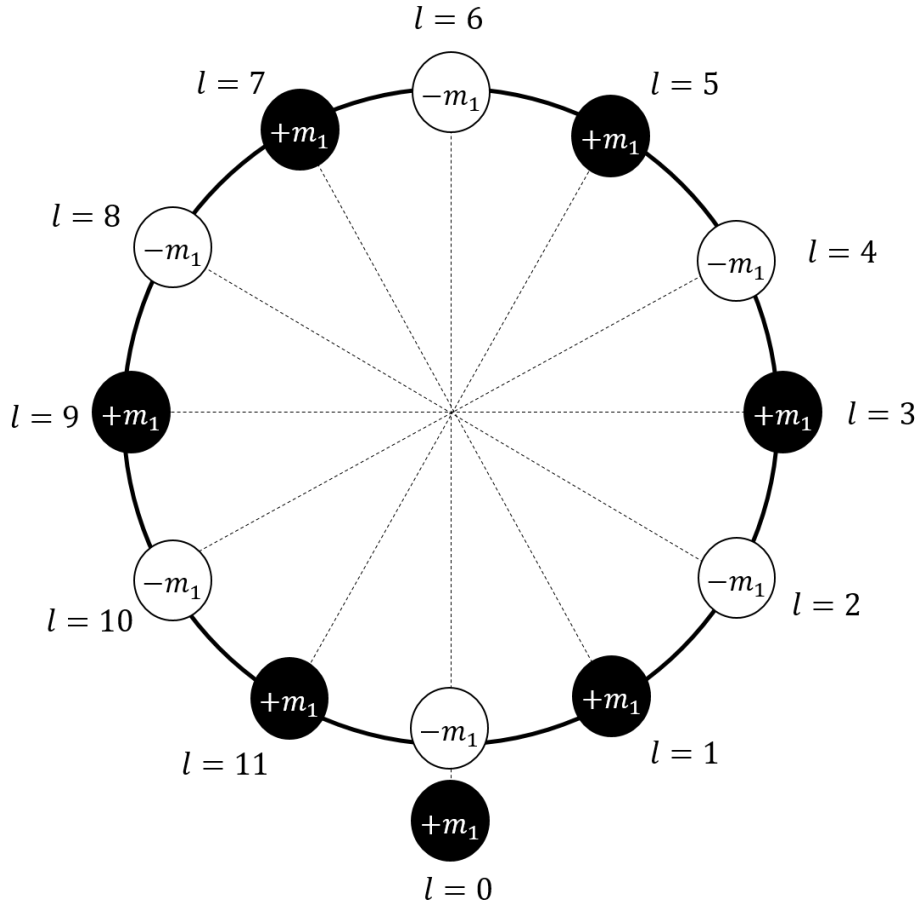 l = 6
l = 7
−m₁
l = 5
+m₁
+m₁
l = 8
−m₁
−m₁
l = 4
l = 9
+m₁
+m₁
l = 3
−m₁
−m₁
l = 10
l = 2
+m₁
+m₁
−m₁
l = 11
l = 1
+m₁
l = 0